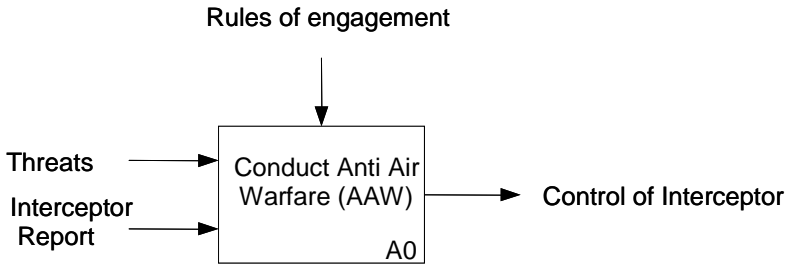 Rules of engagement
Threats
Interceptor
Report
Conduct Anti Air
Warfare (AAW)
A0
Control of Interceptor